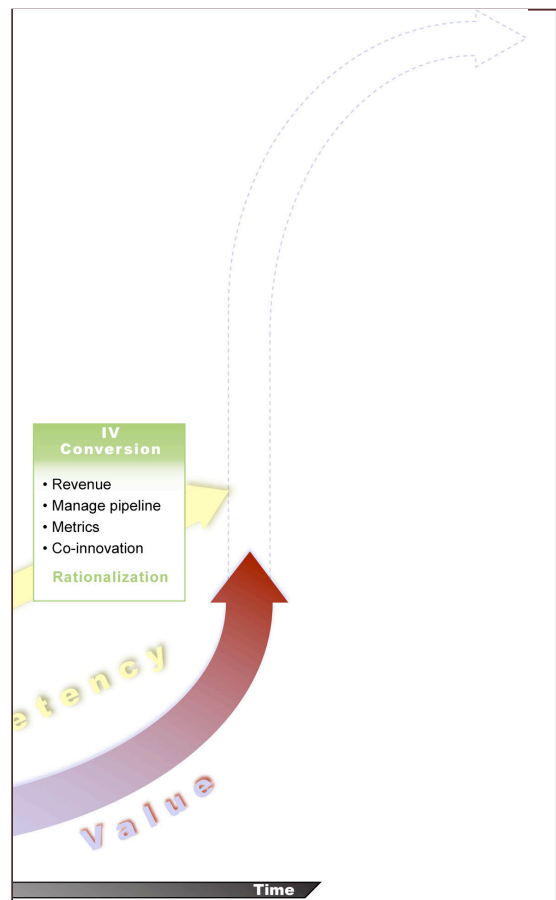 IV
Conversion
• Revenue
• Manage pipeline
• Metrics
• Co-innovation
Rationalization
etency
Value
Time